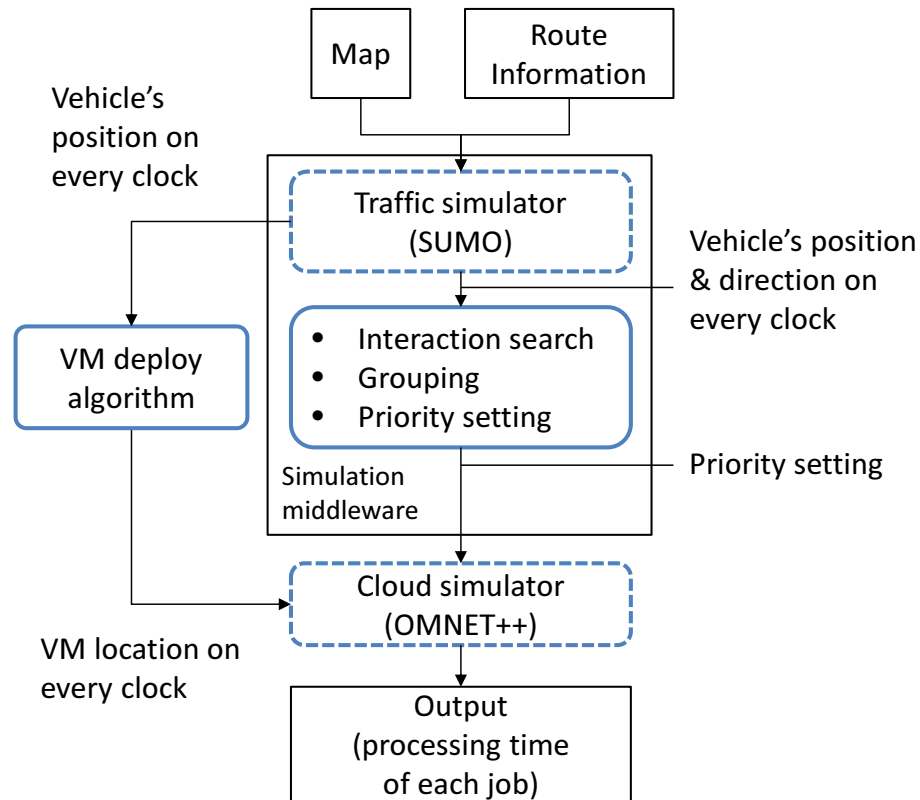 Map
Route
Information
Vehicle's
position on
every clock
Traffic simulator
(SUMO)
Vehicle's position
& direction on
every clock
VM deploy
algorithm
• Interaction search
• Grouping
• Priority setting
Priority setting
Simulation
middleware
Cloud simulator
(OMNET++)
VM location on
every clock
Output
(processing time
of each job)